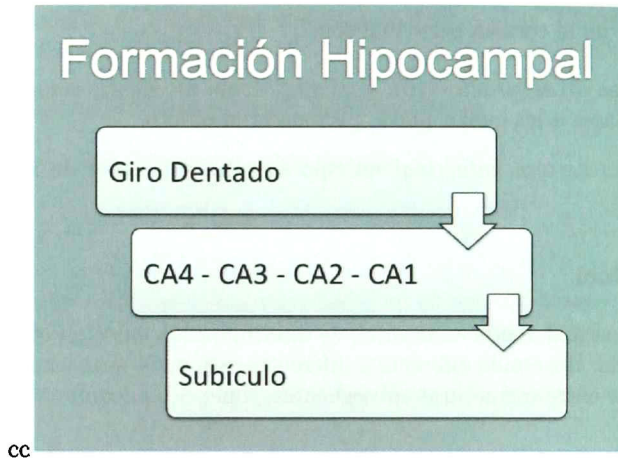 Formación Hipocampal
Giro Dentado
CA4 - CA3 - CA2 - CA1
Subículo
cc